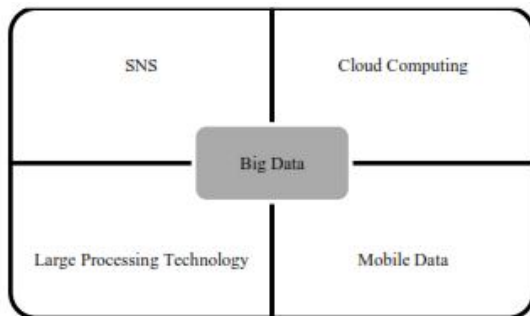 SNS
Cloud Computing
Big Data
Large Processing Technology
Mobile Data